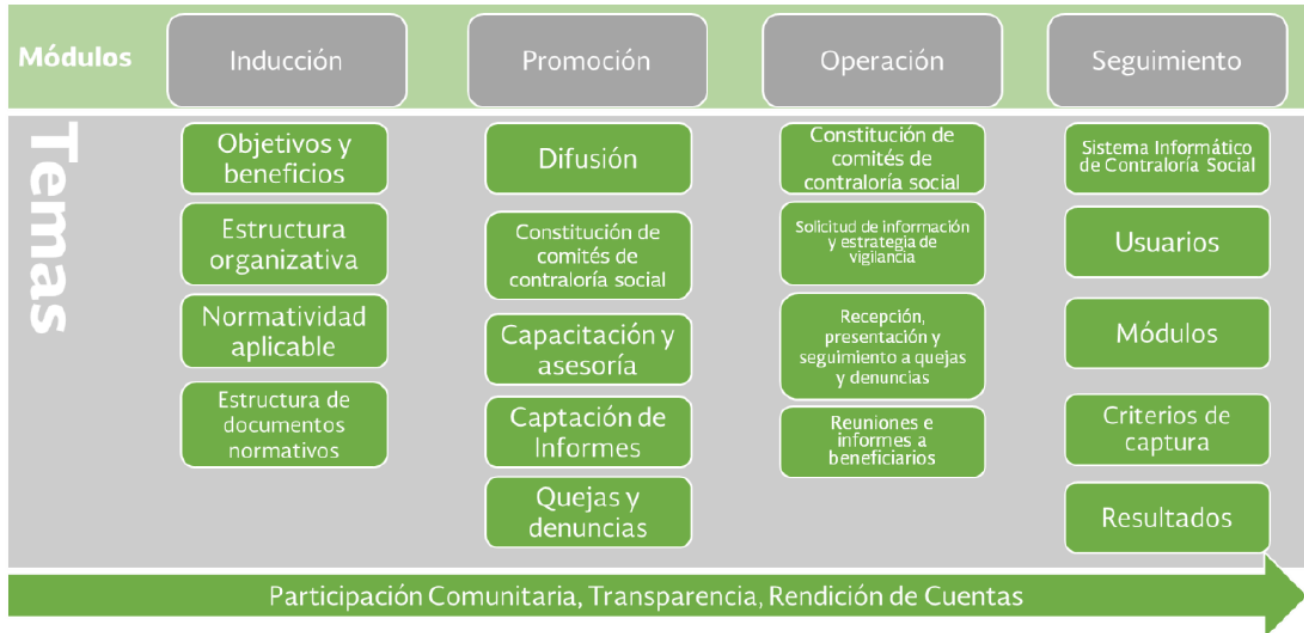 Módulos
Inducción
Promoción
Operación
Seguimiento
Temas
Objetivos y
beneficios
Estructura
organizativa
Normatividad
aplicable
Estructura de
documentos
normativos
Difusión
Constitución de
comités de
contraloría social
Capacitación y
asesoría
Captación de
Informes
Quejas y
denuncias
Constitución de
comités de
contraloría social
Solicitud de información
y estrategia de
vigilancia
Recepción,
presentación y
seguimiento a quejas
y denuncias
Reuniones e
informes a
beneficiarios
Sistema Informático
de Contraloría Social
Usuarios
Módulos
Criterios de
captura
Resultados
Participación Comunitaria, Transparencia, Rendición de Cuentas